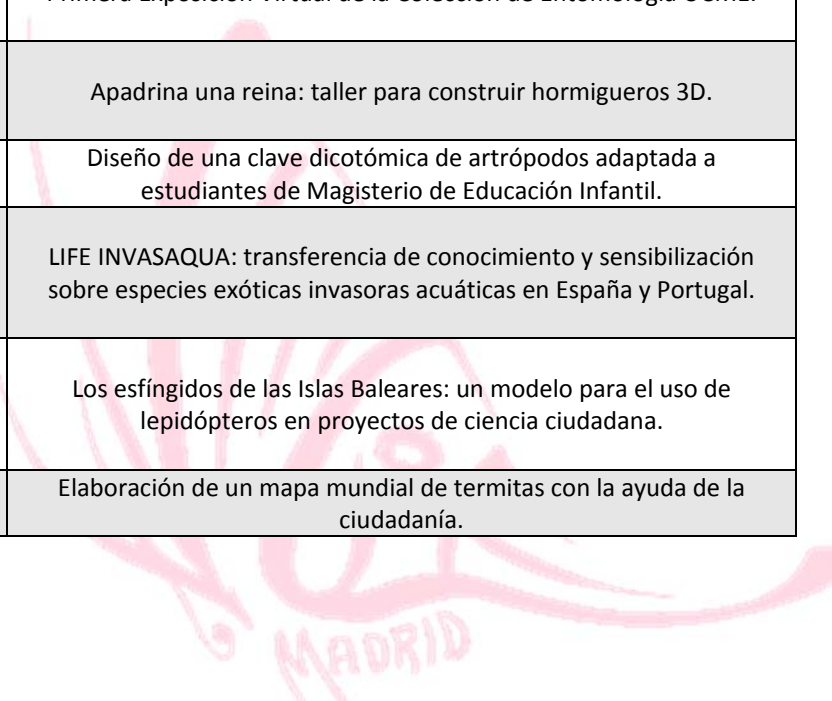 Apadrina una reina: taller para construir hormigueros 3D.
Diseño de una clave dicotómica de artrópodos adaptada a
estudiantes de Magisterio de Educación Infantil.
LIFE INVASAQUA: transferencia de conocimiento y sensibilización
sobre especies exóticas invasoras acuáticas en España y Portugal.
Los esfíngidos de las Islas Baleares: un modelo para el uso de
lepidópteros en proyectos de ciencia ciudadana.
Elaboración de un mapa mundial de termitas con la ayuda de la
ciudadanía.
MADRID